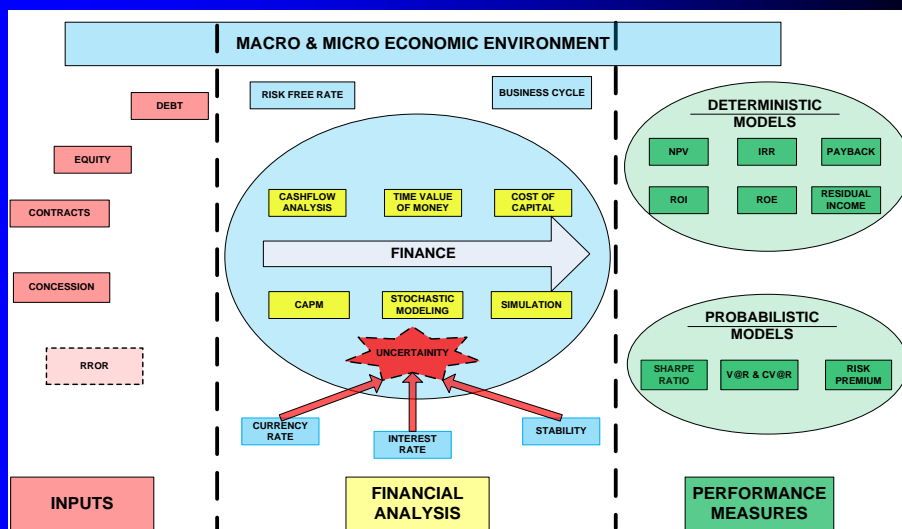 MACRO & MICRO ECONOMIC ENVIRONMENT
RISK FREE RATE
BUSINESS CYCLE
DEBT
EQUITY
CONTRACTS
CONCESSION
RROR
CASHFLOW
ANALYSIS
TIME VALUE
OF MONEY
COST OF
CAPITAL
FINANCE
CAPM
STOCHASTIC
MODELING
SIMULATION
UNCERTAINITY
CURRENCY
RATE
INTEREST
RATE
STABILITY
DETERMINISTIC
MODELS
NPV
IRR
PAYBACK
ROI
ROE
RESIDUAL
INCOME
PROBABILISTIC
MODELS
SHARPE
RATIO
V@R & CV@R
RISK
PREMIUM
INPUTS
FINANCIAL
ANALYSIS
PERFORMANCE
MEASURES